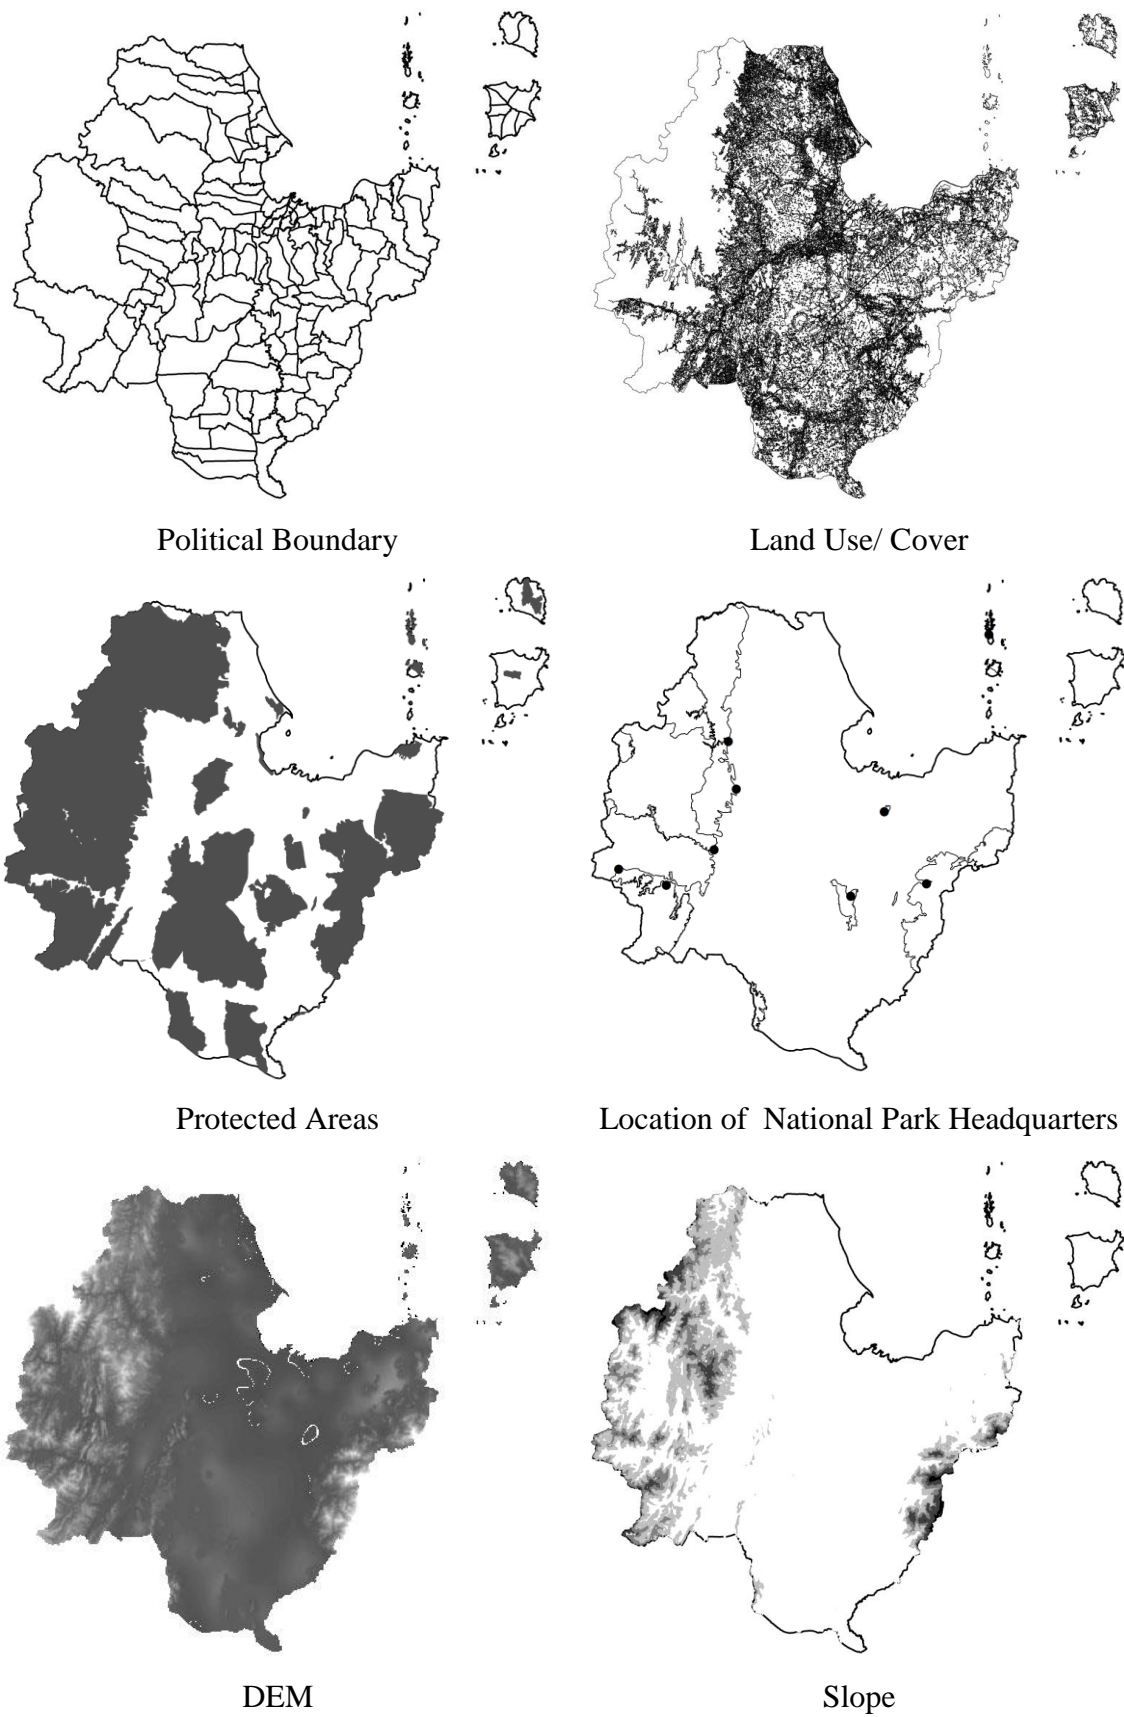 Political Boundary
Land Use/ Cover
Protected Areas
Location of National Park Headquarters
DEM
Slope